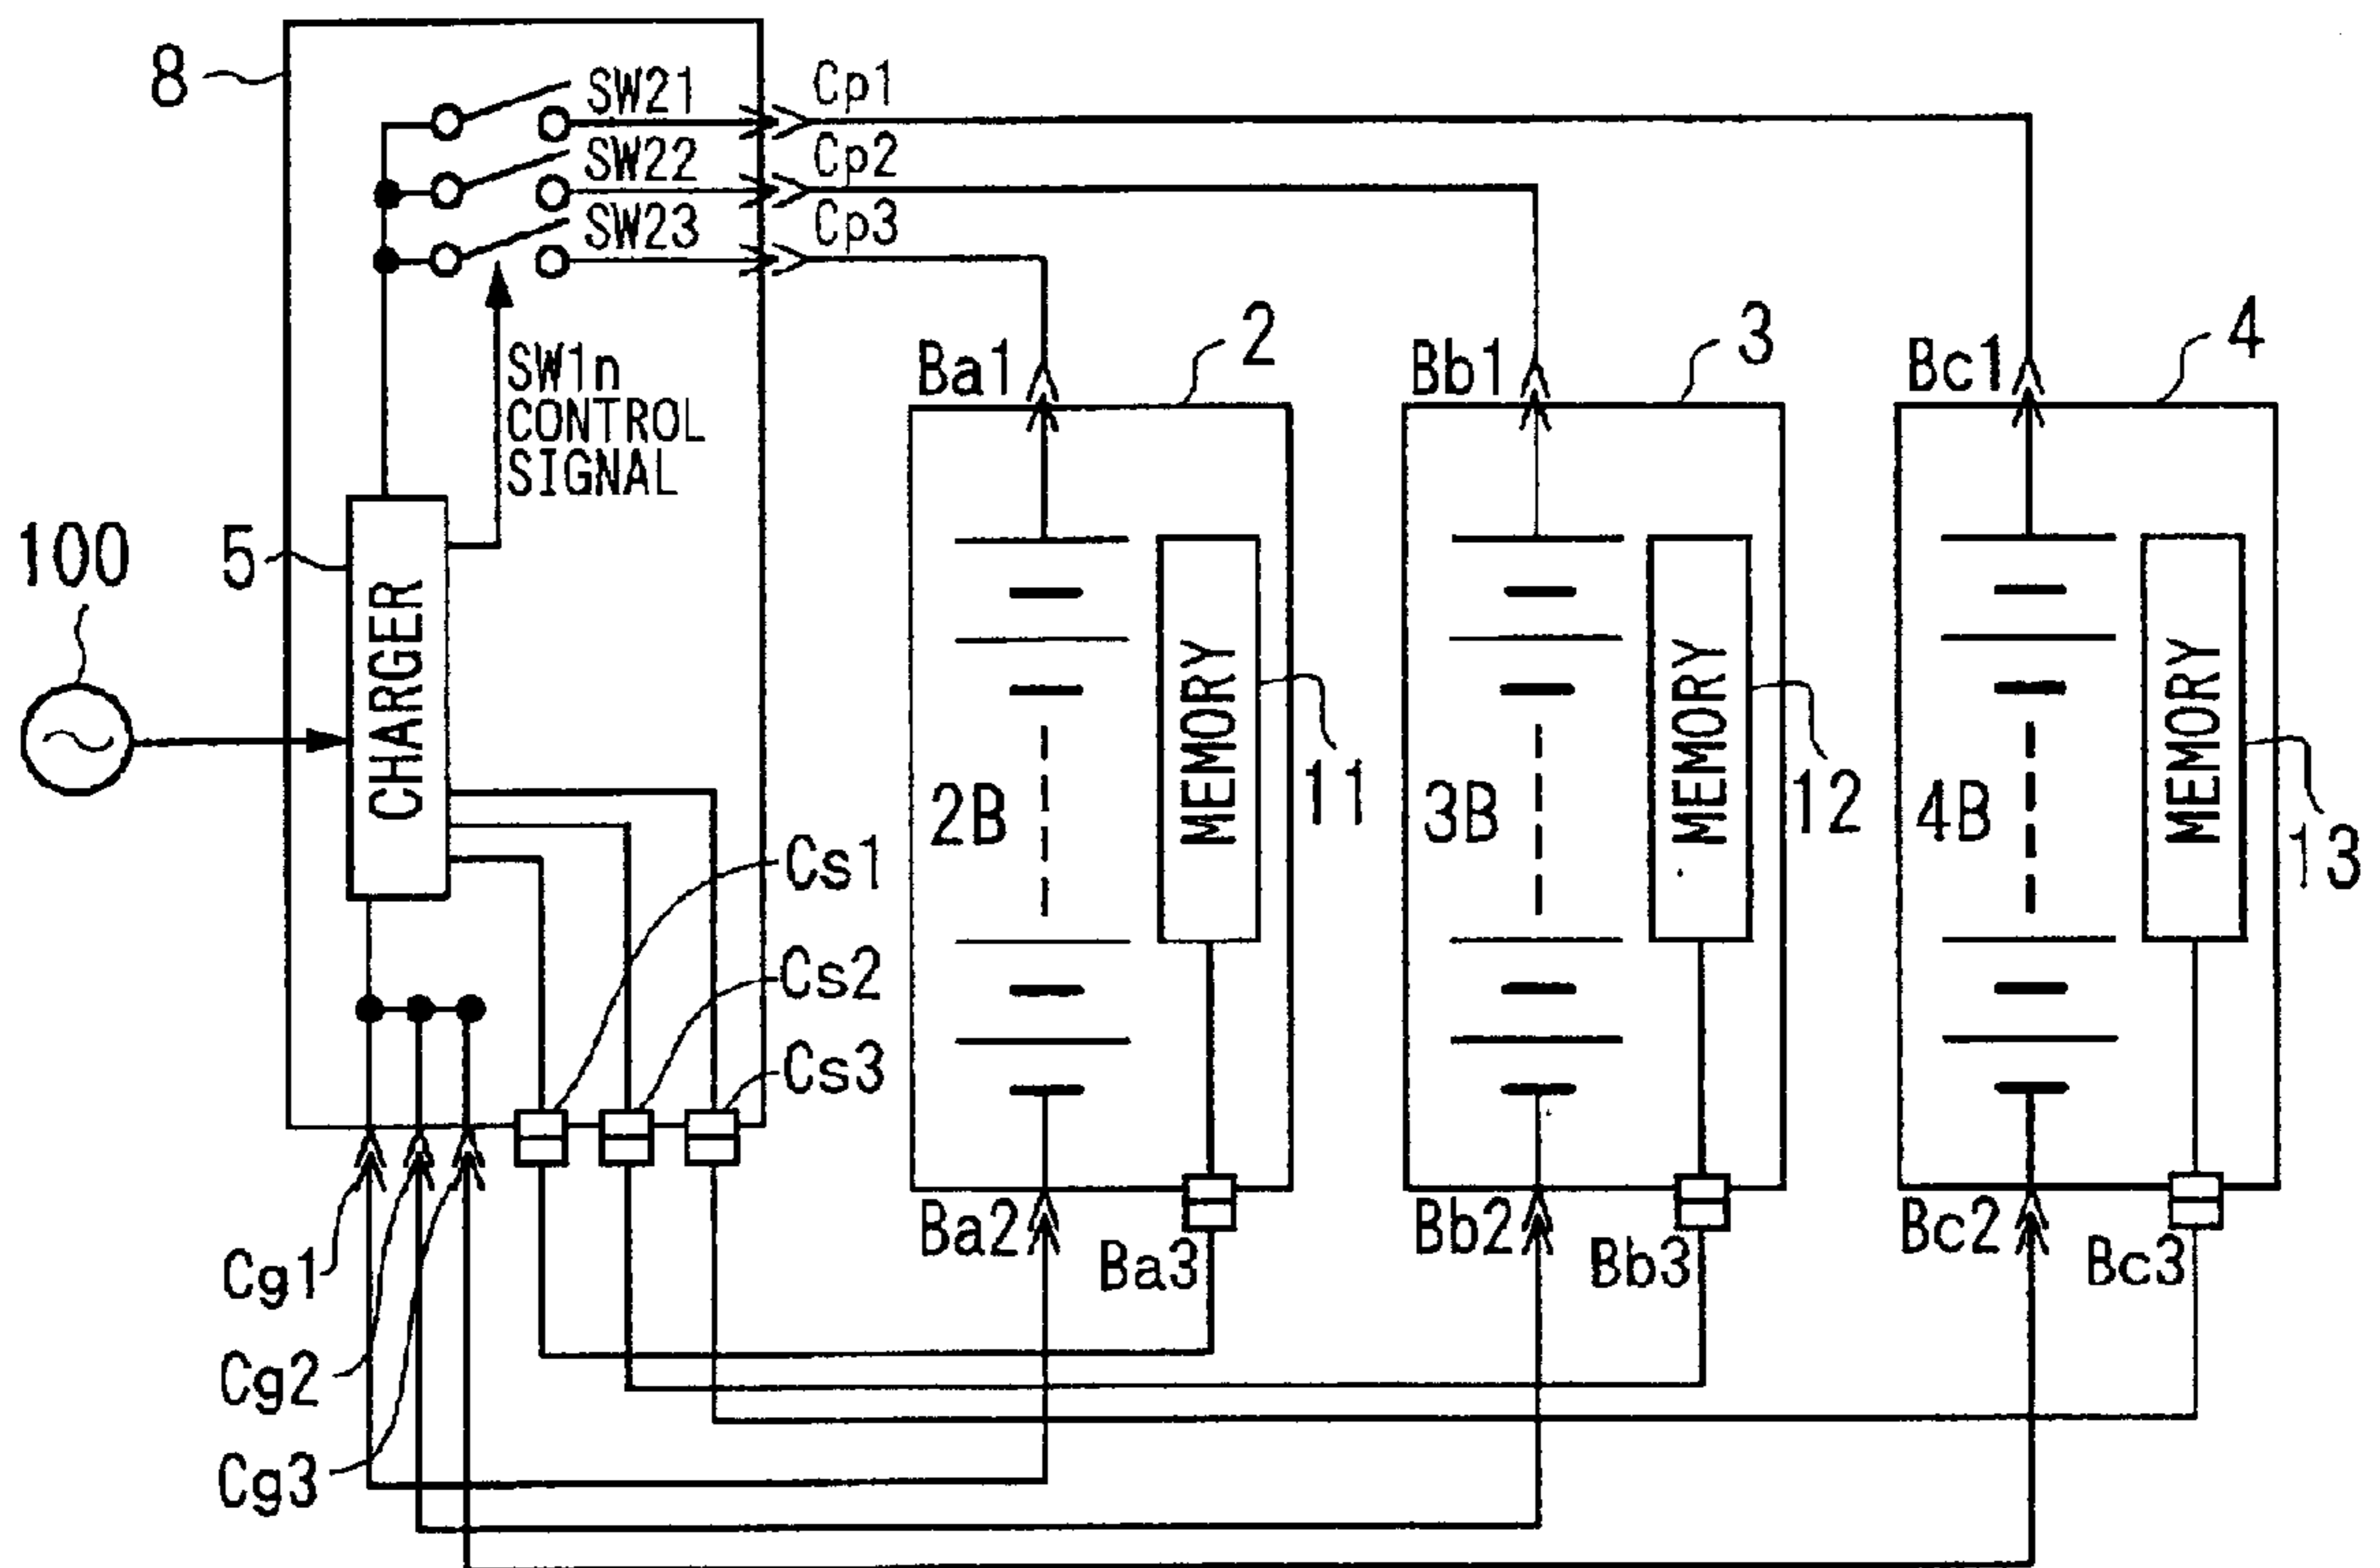 8
SW21
Cp1
SW22
Cp2
SW23
Cp3
SW1n
CONTROL
SIGNAL
100
5
CHARGER
Ba1
2
Bb1
3
Bc1
4
2B
MEMORY
11
3B
MEMORY
12
4B
MEMORY
13
Cs1
Cs2
Cs3
Cg1
Cg2
Cg3
Ba2
Ba3
Bb2
Bb3
Bc2
Bc3